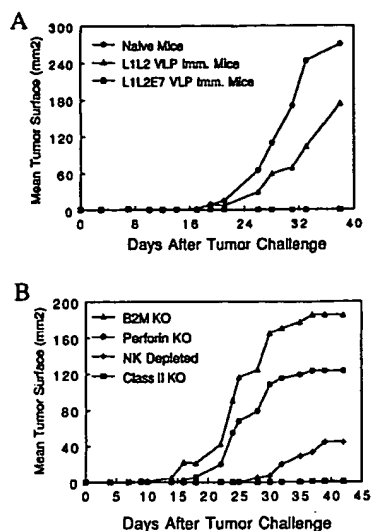 A
Mean Tumor Surface (mm2)
300
240
180
120
60
0
Naive Mice
L1L2 VLP Imm. Mice
L1L2E7 VLP Imm. Mice
0 8 16 24 32 40
Days After Tumor Challenge
B
Mean Tumor Surface (mm2)
200
160
120
80
40
0
B2M KO
Perforin KO
NK Depleted
Class II KO
0 5 10 15 20 25 30 35 40 45
Days After Tumor Challenge